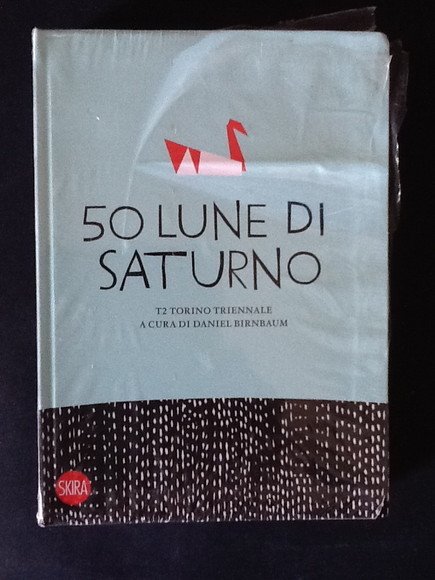 50 LUNE DI
SATURNO
T2 TORINO TRIENNALE
A CURA DI DANIEL BIRNBAUM
SKIRA